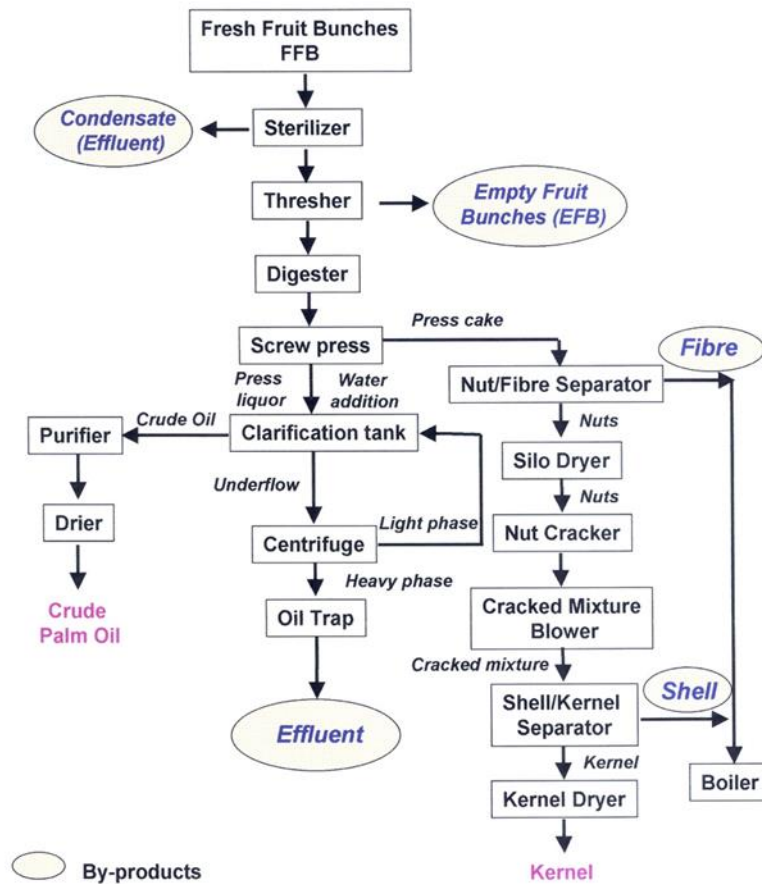 Fresh Fruit Bunches
FFB
Condensate
(Effluent)
Sterilizer
Thresher
Empty Fruit
Bunches (EFB)
Digester
Screw press
Press cake
Fibre
Press
liquor
Water
addition
Nut/Fibre Separator
Purifier
Crude Oil
Clarification tank
Nuts
Silo Dryer
Underflow
Nuts
Drier
Light phase
Nut Cracker
Centrifuge
Heavy phase
Crude
Palm Oil
Oil Trap
Cracked Mixture
Blower
Cracked mixture
Shell
Shell/Kernel
Separator
Effluent
Kernel
Boiler
Kernel Dryer
By-products
Kernel